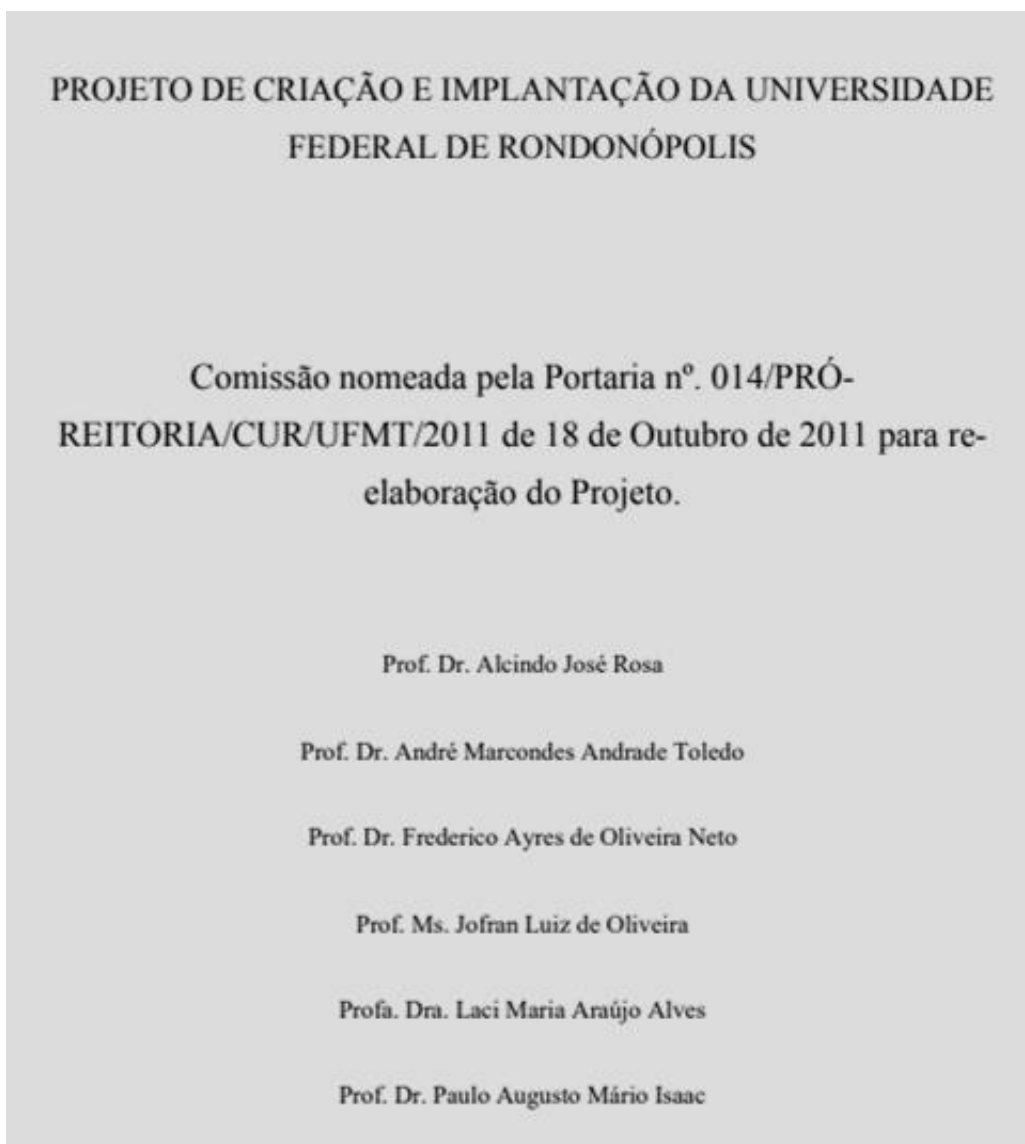 PROJETO DE CRIAÇÃO E IMPLANTAÇÃO DA UNIVERSIDADE
FEDERAL DE RONDONÓPOLIS
Comissão nomeada pela Portaria nº. 014/PRÓ-
REITORIA/CUR/UFMT/2011 de 18 de Outubro de 2011 para re-
elaboração do Projeto.
Prof. Dr. Alcindo José Rosa
Prof. Dr. André Marcondes Andrade Toledo
Prof. Dr. Frederico Ayres de Oliveira Neto
Prof. Ms. Jofran Luiz de Oliveira
Profa. Dra. Laci Maria Araújo Alves
Prof. Dr. Paulo Augusto Mário Isaac